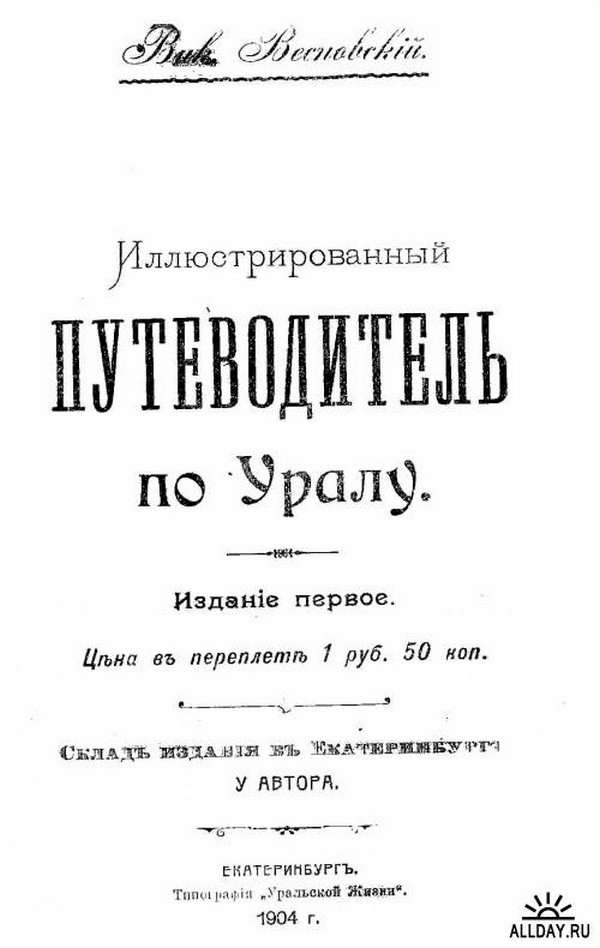 Вик. Весновскій.
Иллюстрированный
ПУТЕВОДИТЕЛЬ
по Уралу.
Изданіе первое.
Цѣна въ переплетѣ 1 руб. 50 коп.
Складъ изданія въ Екатеринбургѣ
У АВТОРА.
ЕКАТЕРИНБУРГЪ.
Типографія „Уральской Жизни“.
1904 г.
ALLDAY.RU